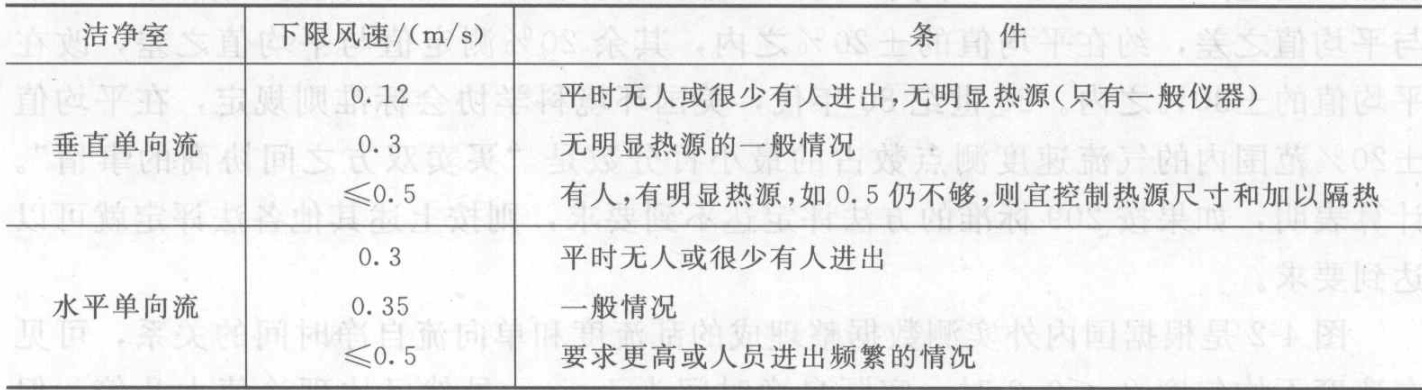 洁净室 下限风速/(m/s) 条 件
0.12 平时无人或很少有人进出,无明显热源(只有一般仪器)
垂直单向流 0.3 无明显热源的一般情况
≤0.5 有人,有明显热源,如 0.5 仍不够,则宜控制热源尺寸和加以隔热
0.3 平时无人或很少有人进出
水平单向流 0.35 一般情况
≤0.5 要求更高或人员进出频繁的情况